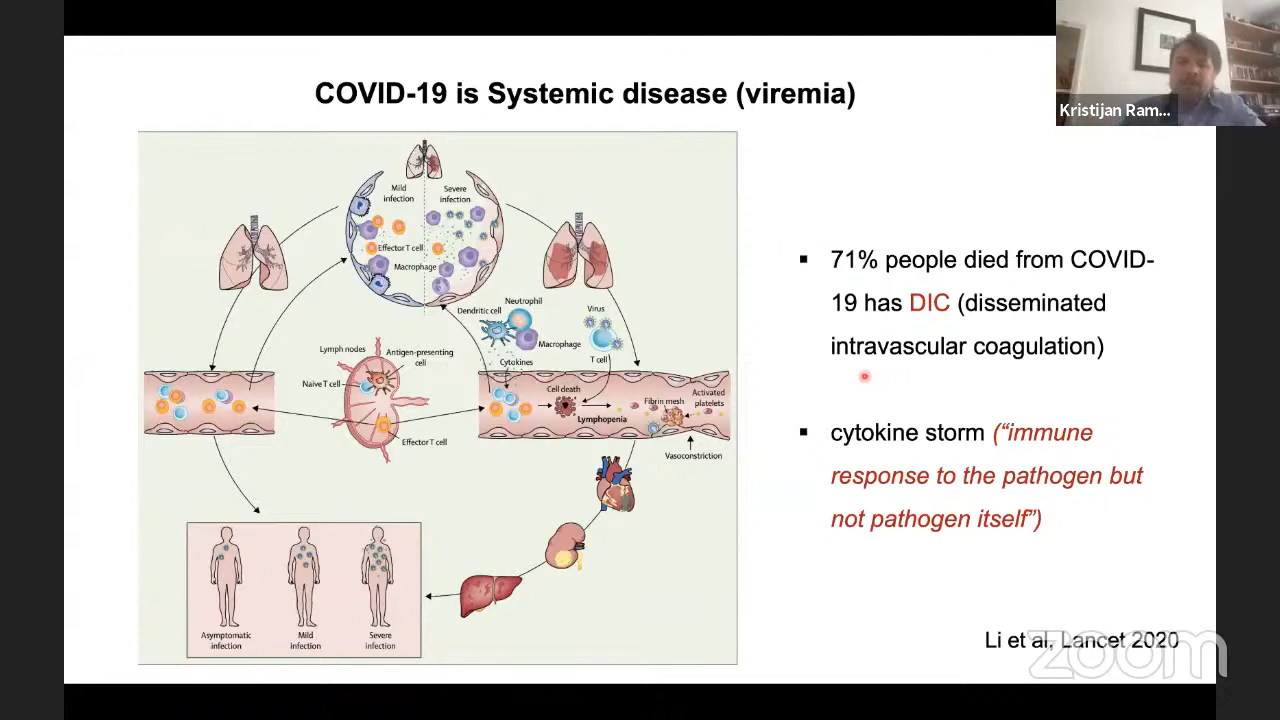 COVID-19 is Systemic disease (viremia)
Kristijan Ram...
Mild
infection
Severe
infection
Effector T cell
Macrophage
Dendritic cell
Neutrophil
Macrophage
Virus
T cell
Cytokines
Lymph nodes
Antigen-presenting
cell
Naive T cell
Effector T cell
Cell death
Lymphopenia
Fibrin mesh
Activated
platelets
Vasoconstriction
Asymptomatic
infection
Mild
infection
Severe
infection
▪ 71% people died from COVID-
19 has DIC (disseminated
intravascular coagulation)
▪ cytokine storm (“immune
response to the pathogen but
not pathogen itself”)
Li et al, Lancet 2020
zoom